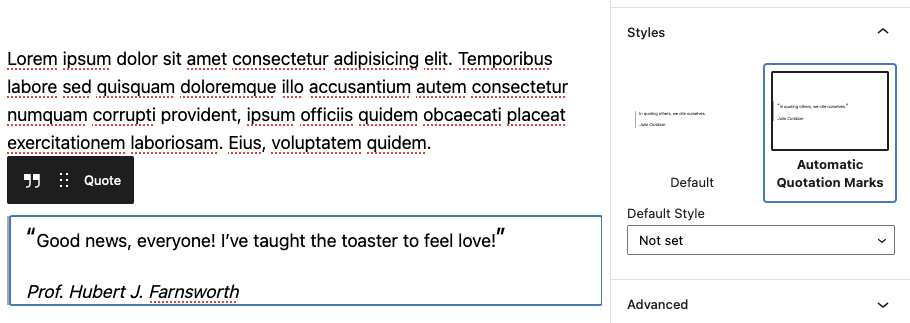 Lorem ipsum dolor sit amet consectetur adipisicing elit. Temporibus
labore sed quisquam doloremque illo accusantium autem consectetur
numquam corrupti provident, ipsum officiis quidem obcaecati placeat
exercitationem laboriosam. Eius, voluptatem quidem.
Quote
“Good news, everyone! I’ve taught the toaster to feel love!”
Prof. Hubert J. Farnsworth
Styles
In quoting others, we cite ourselves.
Julio Cortázar
Default
“In quoting others, we cite ourselves.”
Julio Cortázar
Automatic
Quotation Marks
Default Style
Not set
Advanced